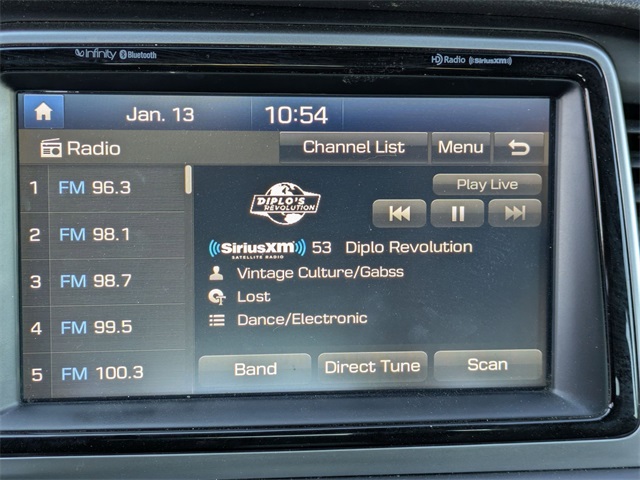 Infinity Bluetooth
HD Radio ((SiriusXM))
Jan. 13 10:54
Radio Channel List Menu
1 FM 96.3
2 FM 98.1
3 FM 98.7
4 FM 99.5
5 FM 100.3
Play Live
DIPLO'S
REVOLUTION
((SiriusXM)) 53 Diplo Revolution
SATELLITE RADIO
Vintage Culture/Gabss
Lost
Dance/Electronic
Band Direct Tune Scan